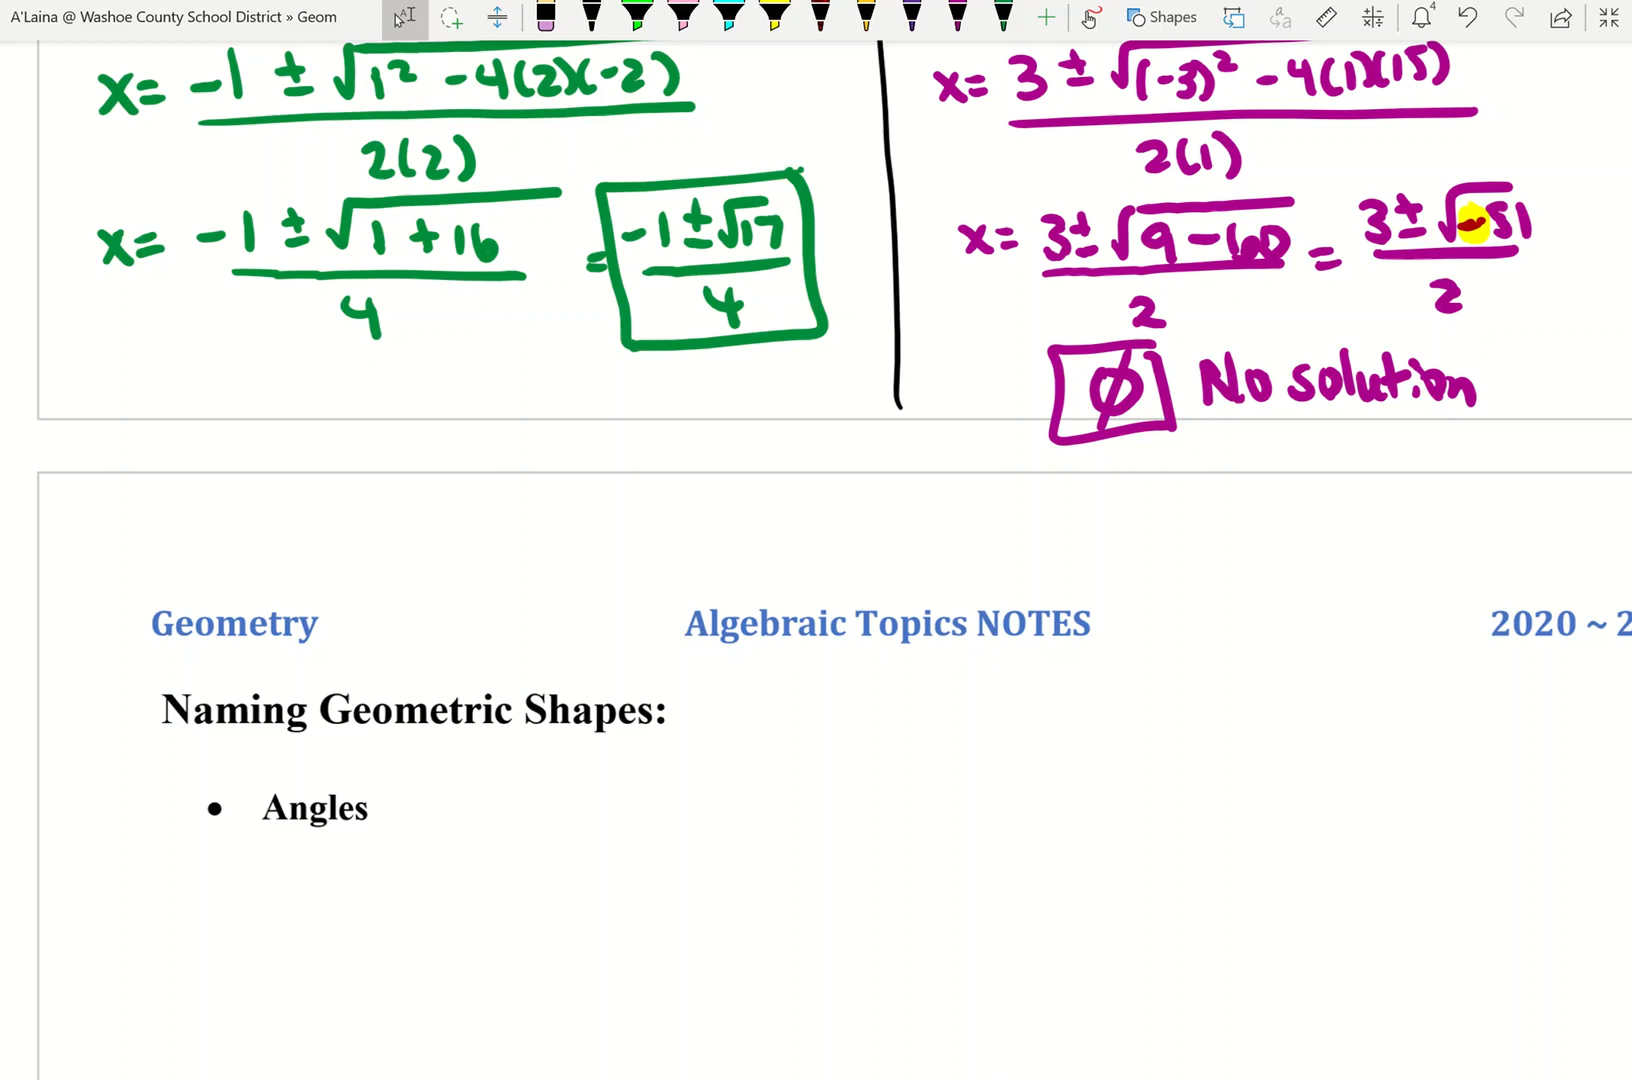 A'Laina @ Washoe County School District » Geom
Shapes
4
x= -1 ± √1² -4(2)(-2)
2(2)
x= -1 ± √1 + 16 = -1 ± √17
4 4
x= 3 ± √(-3)² - 4(1)(15)
2(1)
x= 3 ± √9 - 60 = 3 ± √-51
2 2
Ø No solution
Geometry Algebraic Topics NOTES 2020 ~ 2
Naming Geometric Shapes:
• Angles